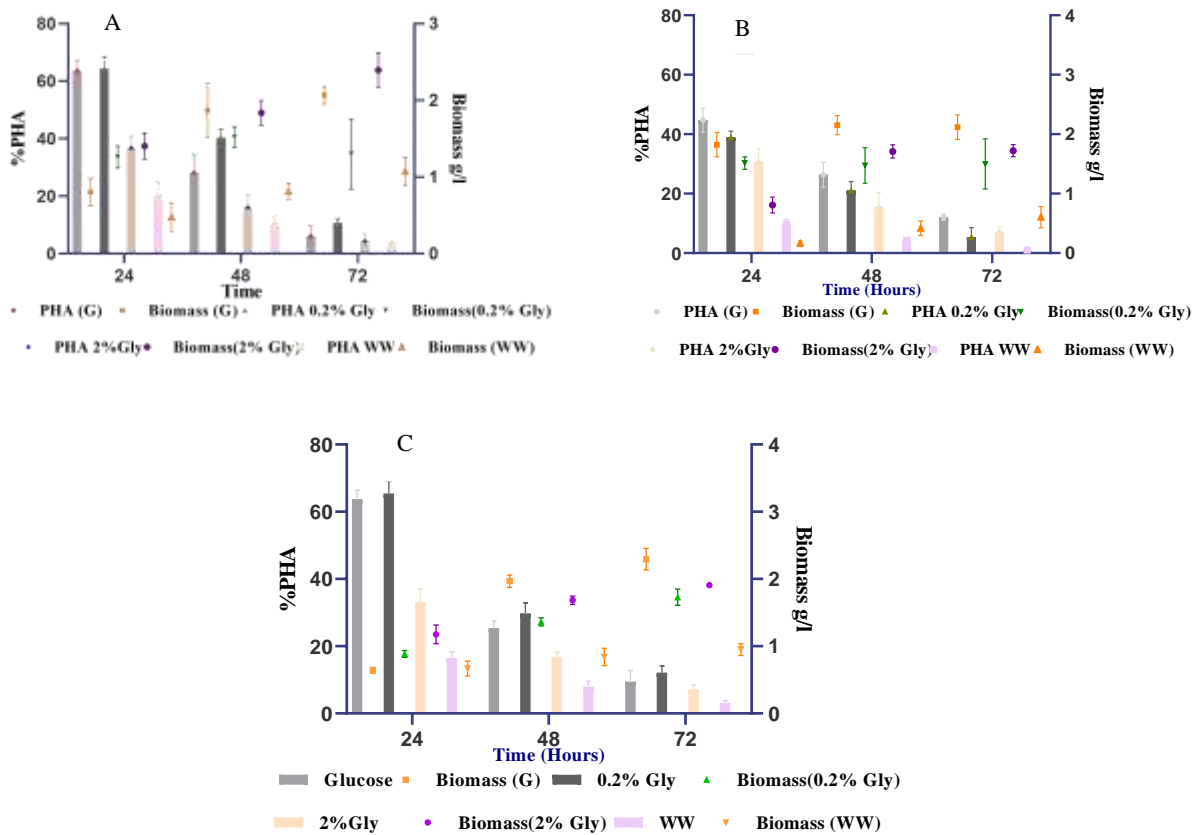 A
80
60
40
20
0
%PHA
3
2
1
0
Biomass g/l
24 48 72
Time
PHA (G) Biomass (G) PHA 0.2% Gly Biomass(0.2% Gly)
PHA 2%Gly Biomass(2% Gly) PHA WW Biomass (WW)
B
80
60
40
20
0
%PHA
4
3
2
1
0
Biomass g/l
24 48 72
Time (Hours)
PHA (G) Biomass (G) PHA 0.2% Gly Biomass(0.2% Gly)
PHA 2%Gly Biomass(2% Gly) PHA WW Biomass (WW)
C
80
60
40
20
0
%PHA
4
3
2
1
0
Biomass g/l
24 48 72
Time (Hours)
Glucose Biomass (G) 0.2% Gly Biomass(0.2% Gly)
2%Gly Biomass(2% Gly) WW Biomass (WW)